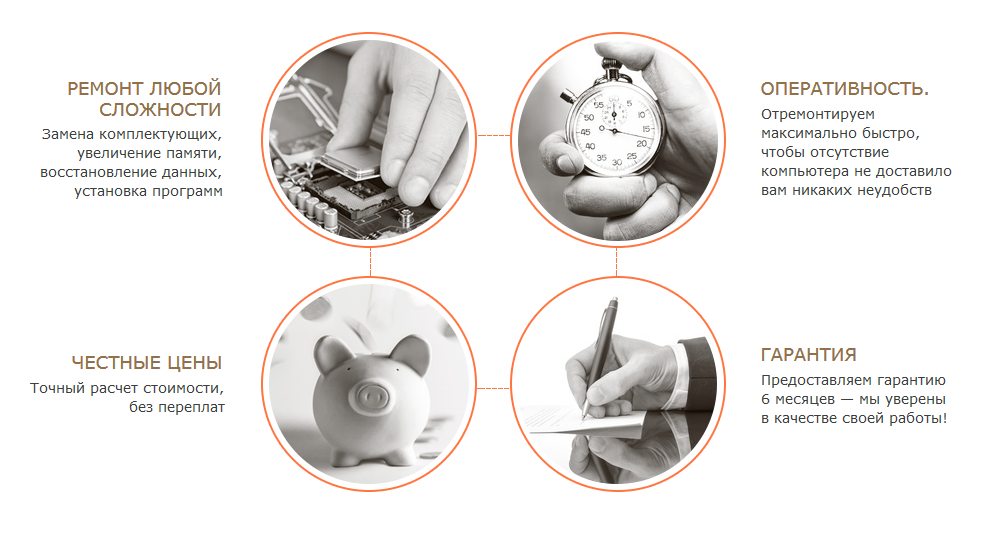 РЕМОНТ ЛЮБОЙ
СЛОЖНОСТИ
Замена комплектующих,
увеличение памяти,
восстановление данных,
установка программ
ОПЕРАТИВНОСТЬ.
Отремонтируем
максимально быстро,
чтобы отсутствие
компьютера не доставило
вам никаких неудобств
55
5
50
10
45
15
40
20
35
30
25
ЧЕСТНЫЕ ЦЕНЫ
Точный расчет стоимости,
без переплат
ГАРАНТИЯ
Предоставляем гарантию
6 месяцев — мы уверены
в качестве своей работы!